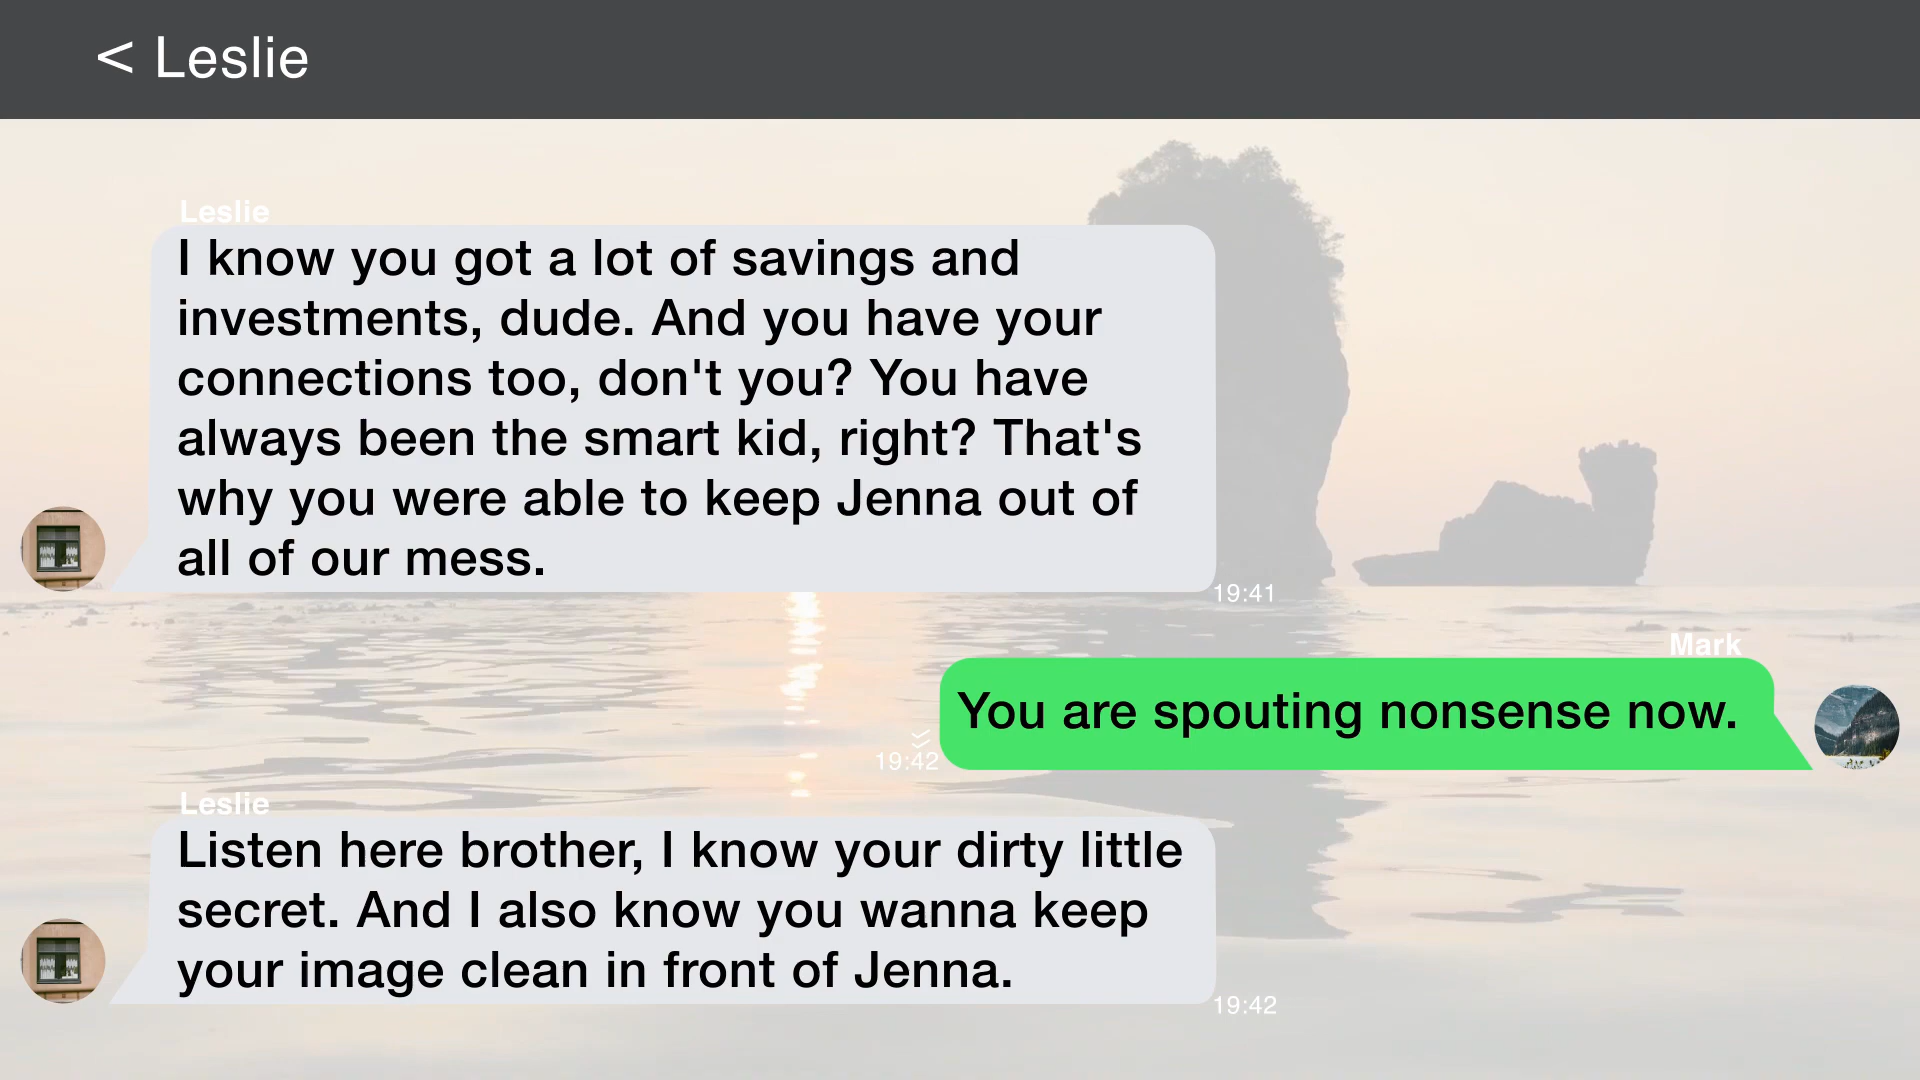 < Leslie
Leslie
I know you got a lot of savings and
investments, dude. And you have your
connections too, don't you? You have
always been the smart kid, right? That's
why you were able to keep Jenna out of
all of our mess.
19:41
Mark
You are spouting nonsense now.
19:42
Leslie
Listen here brother, I know your dirty little
secret. And I also know you wanna keep
your image clean in front of Jenna.
19:42